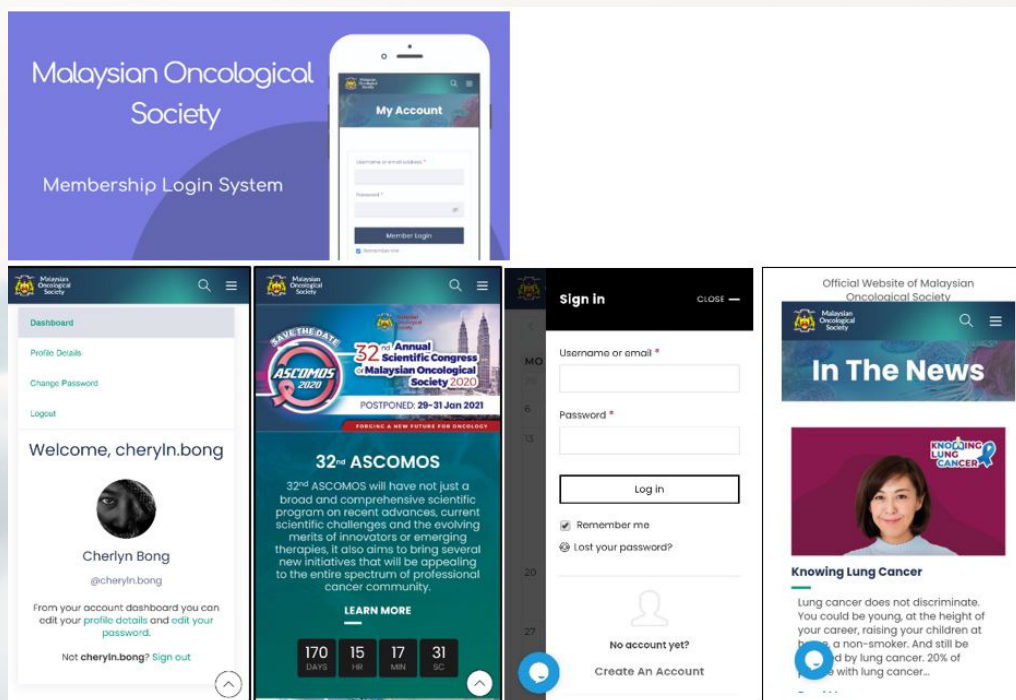 Malaysian Oncological
Society
Membership Login System
Malaysian
Oncological
Society
My Account
Username or email address *
Password *
Member Login
Remember me
Malaysian
Oncological
Society
Dashboard
Profile Details
Change Password
Logout
Welcome, cheryln.bong
Cherlyn Bong
@cheryln.bong
From your account dashboard you can
edit your profile details and edit your
password.
Not cheryln.bong? Sign out
Malaysian
Oncological
Society
SAVE THE DATE
ASCOMOS
2020
32nd Annual
Scientific Congress
of Malaysian Oncological
Society 2020
POSTPONED: 29-31 Jan 2021
FORGING A NEW FUTURE FOR ONCOLOGY
32nd ASCOMOS
32nd ASCOMOS will have not just a
broad and comprehensive scientific
program on recent advances, current
scientific challenges and the evolving
merits of innovators or emerging
therapies, it also aims to bring several
new initiatives that will be appealing
to the entire spectrum of professional
cancer community.
LEARN MORE
170 15 17 31
DAYS HR MIN SC
MO
6
13
20
27
Sign in CLOSE
Username or email *
Password *
Log in
Remember me
Lost your password?
No account yet?
Create An Account
Official Website of Malaysian
Oncological Society
Malaysian
Oncological
Society
In The News
KNOWING
LUNG
CANCER
Knowing Lung Cancer
Lung cancer does not discriminate.
You could be young, at the height of
your career, raising your children at
a non-smoker. And still be
by lung cancer. 20% of
with lung cancer...